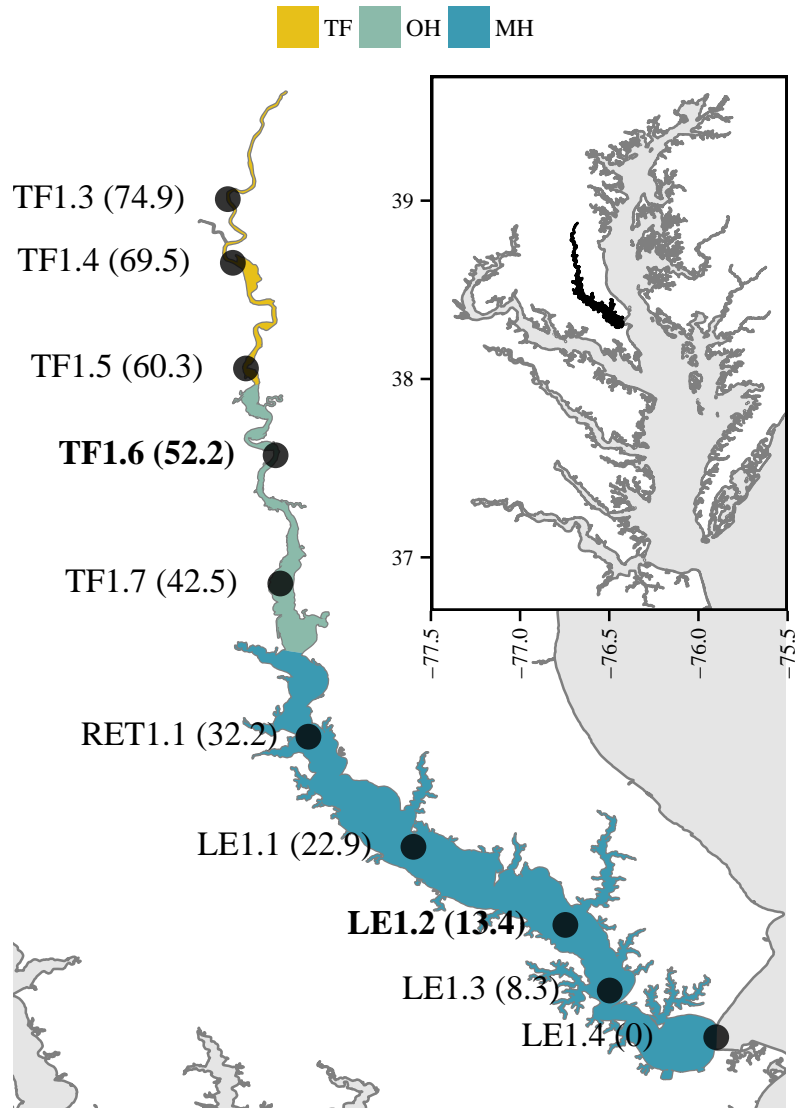 TF OH MH
TF1.3 (74.9)
TF1.4 (69.5)
TF1.5 (60.3)
TF1.6 (52.2)
TF1.7 (42.5)
RET1.1 (32.2)
LE1.1 (22.9)
LE1.2 (13.4)
LE1.3 (8.3)
LE1.4 (0)
39
38
37
−77.5
−77.0
−76.5
−76.0
−75.5